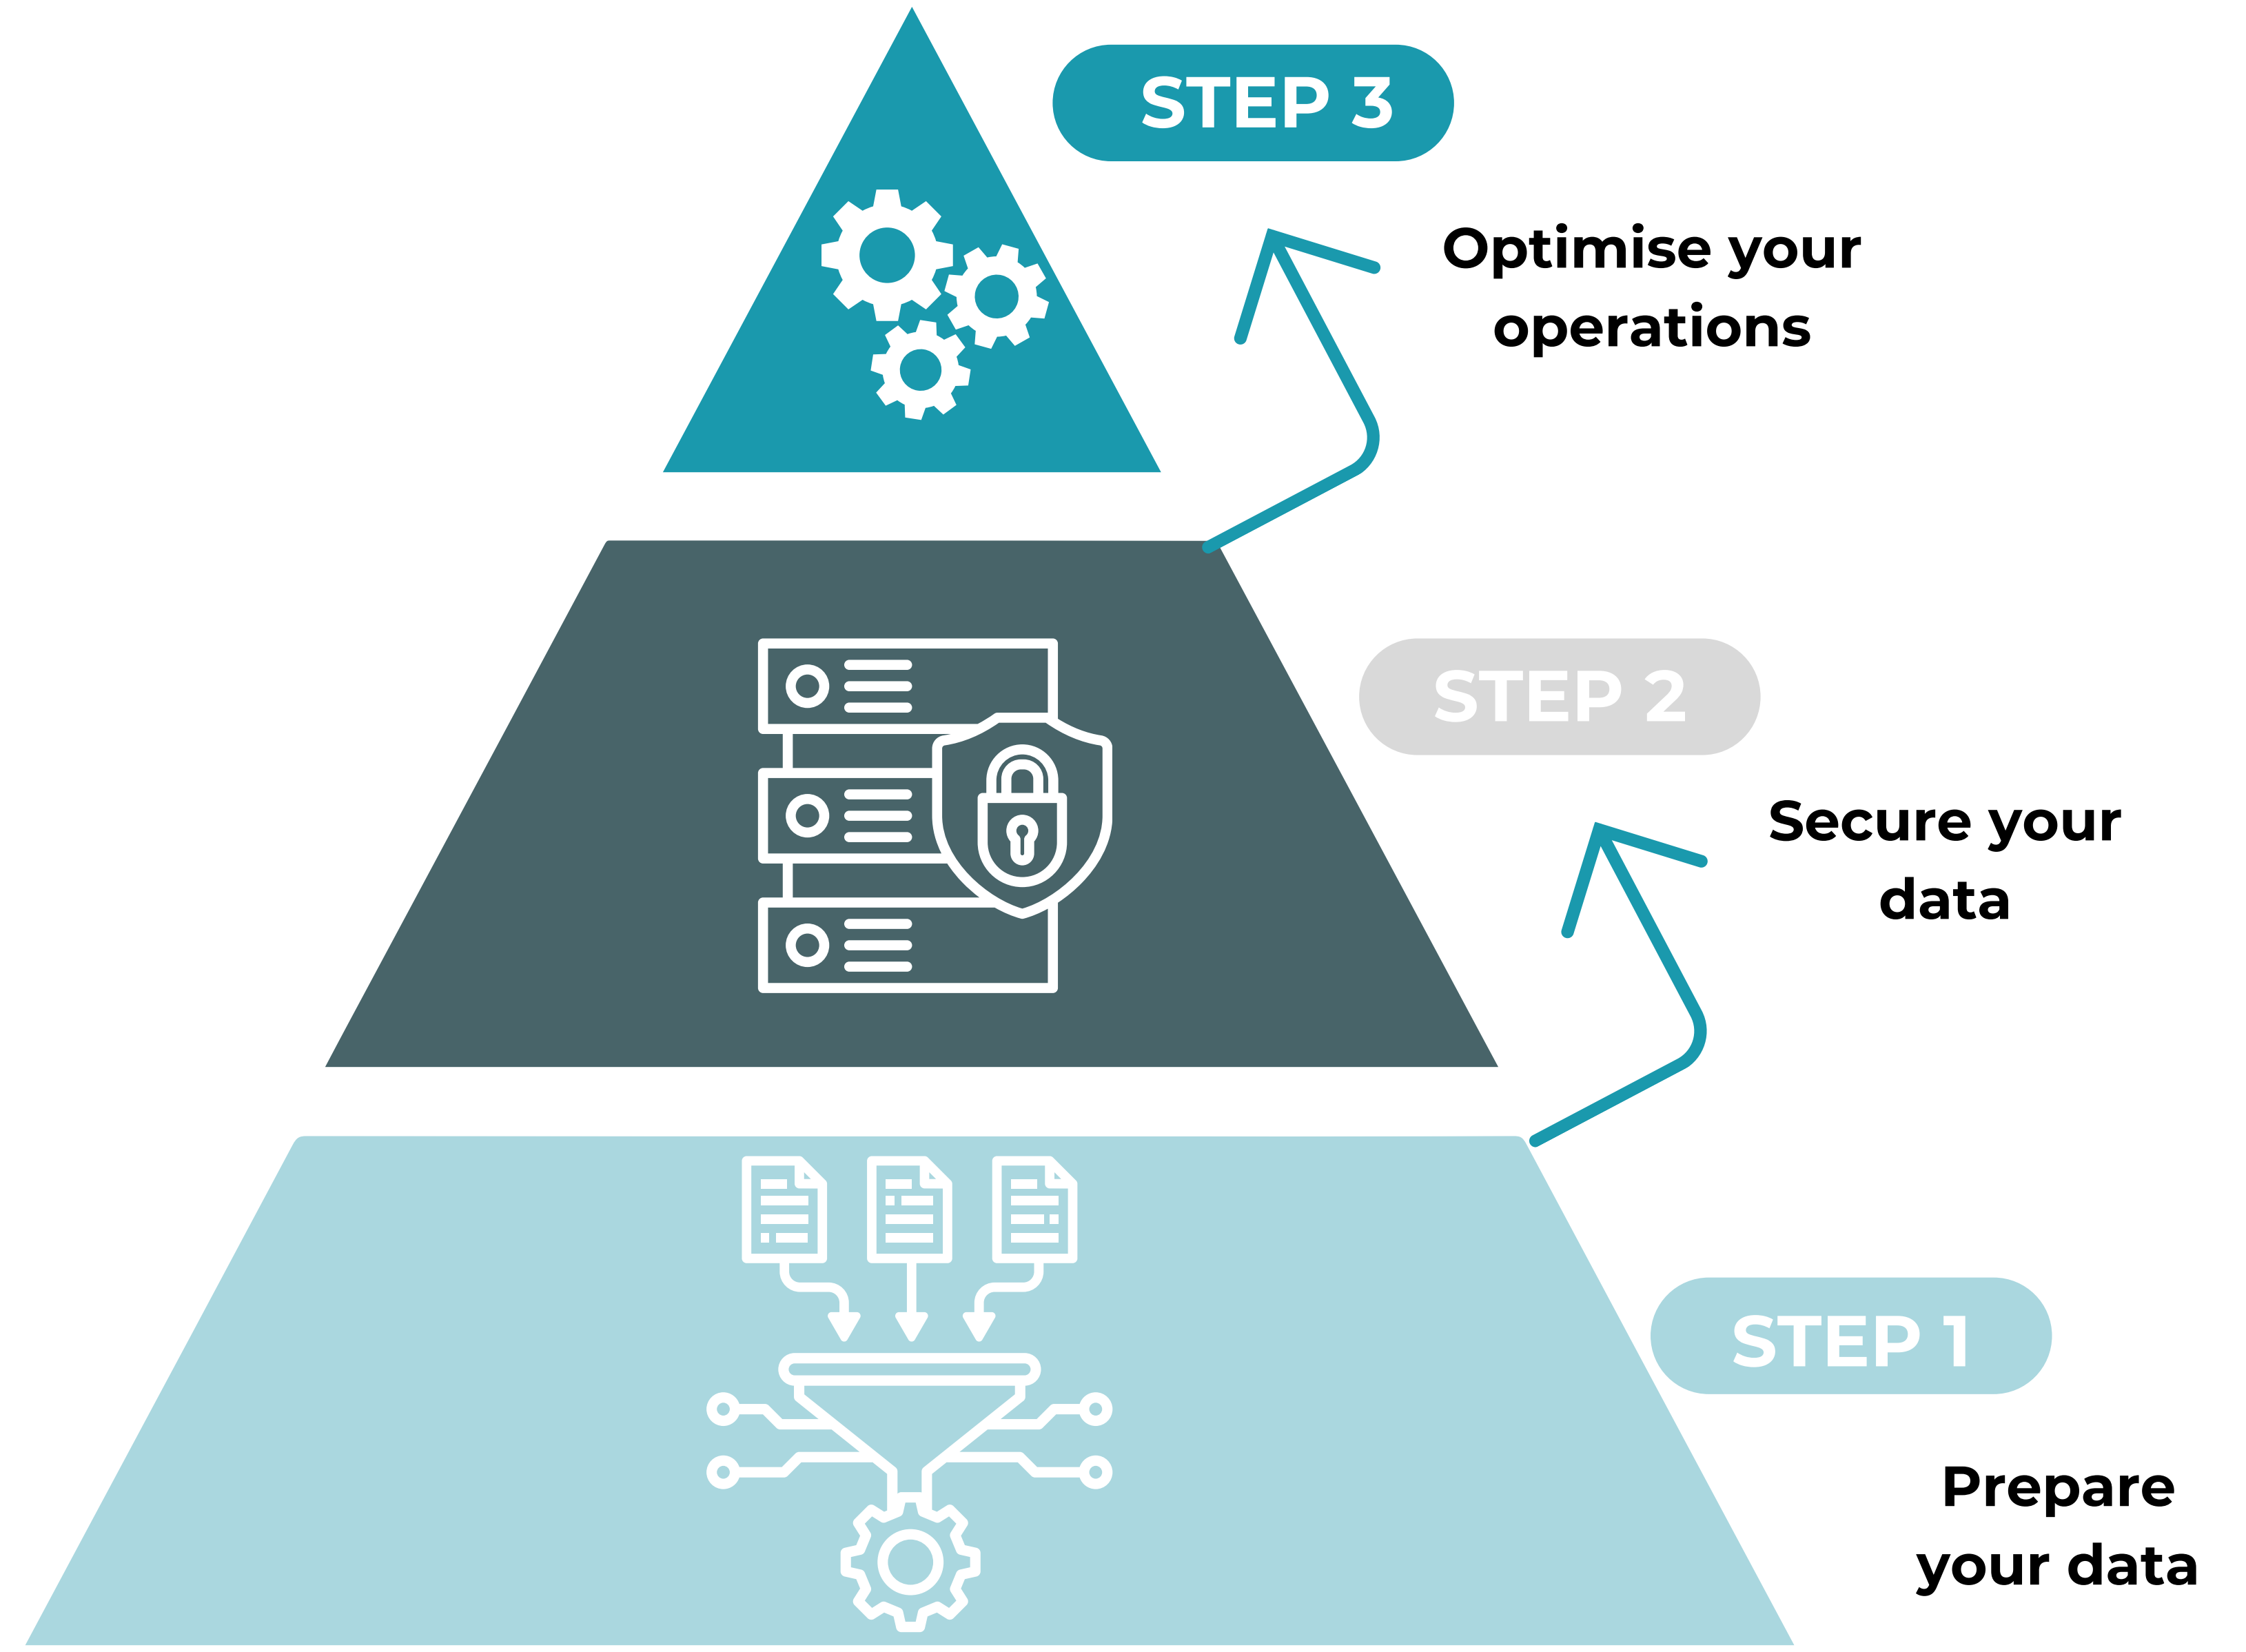 STEP 3
Optimise your
operations
STEP 2
Secure your
data
STEP 1
Prepare
your data